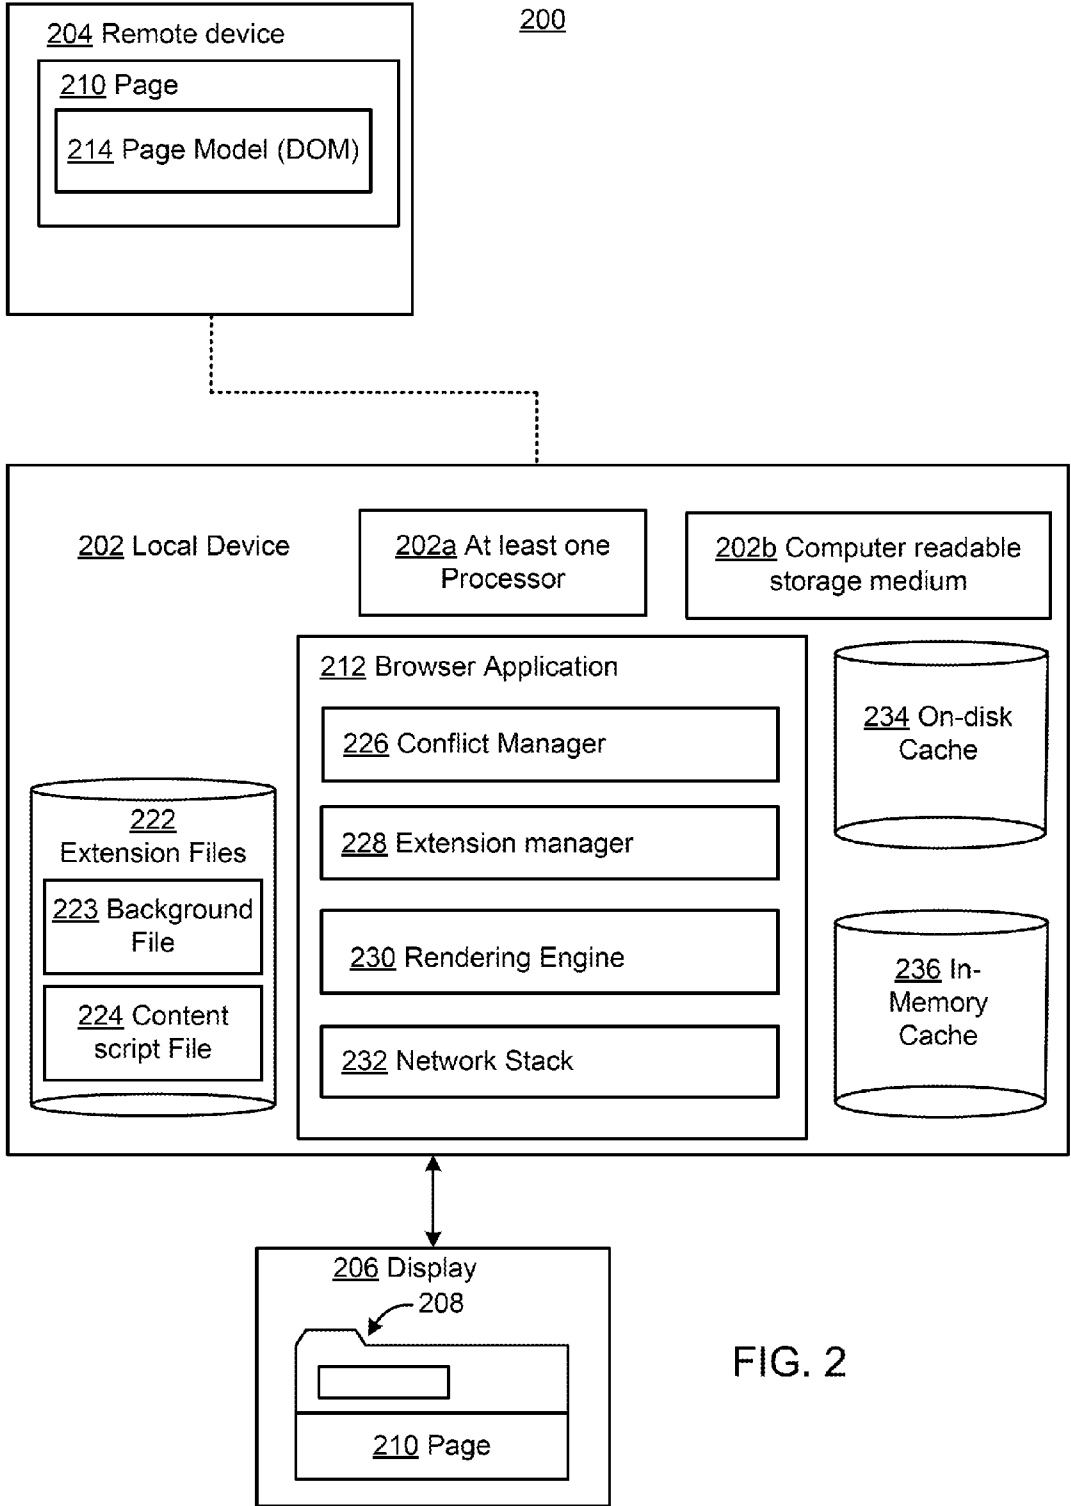 200
204 Remote device
210 Page
214 Page Model (DOM)
202 Local Device
202a At least one
Processor
202b Computer readable
storage medium
212 Browser Application
226 Conflict Manager
228 Extension manager
230 Rendering Engine
232 Network Stack
222
Extension Files
223 Background
File
224 Content
script File
234 On-disk
Cache
236 In-
Memory
Cache
206 Display
208
210 Page
FIG. 2